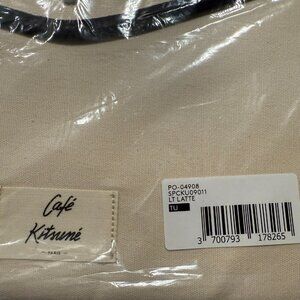 Café
Kitsuné
PARIS
PO-04908
SPCKU09011
LT LATTE
TU
3 700793 178265